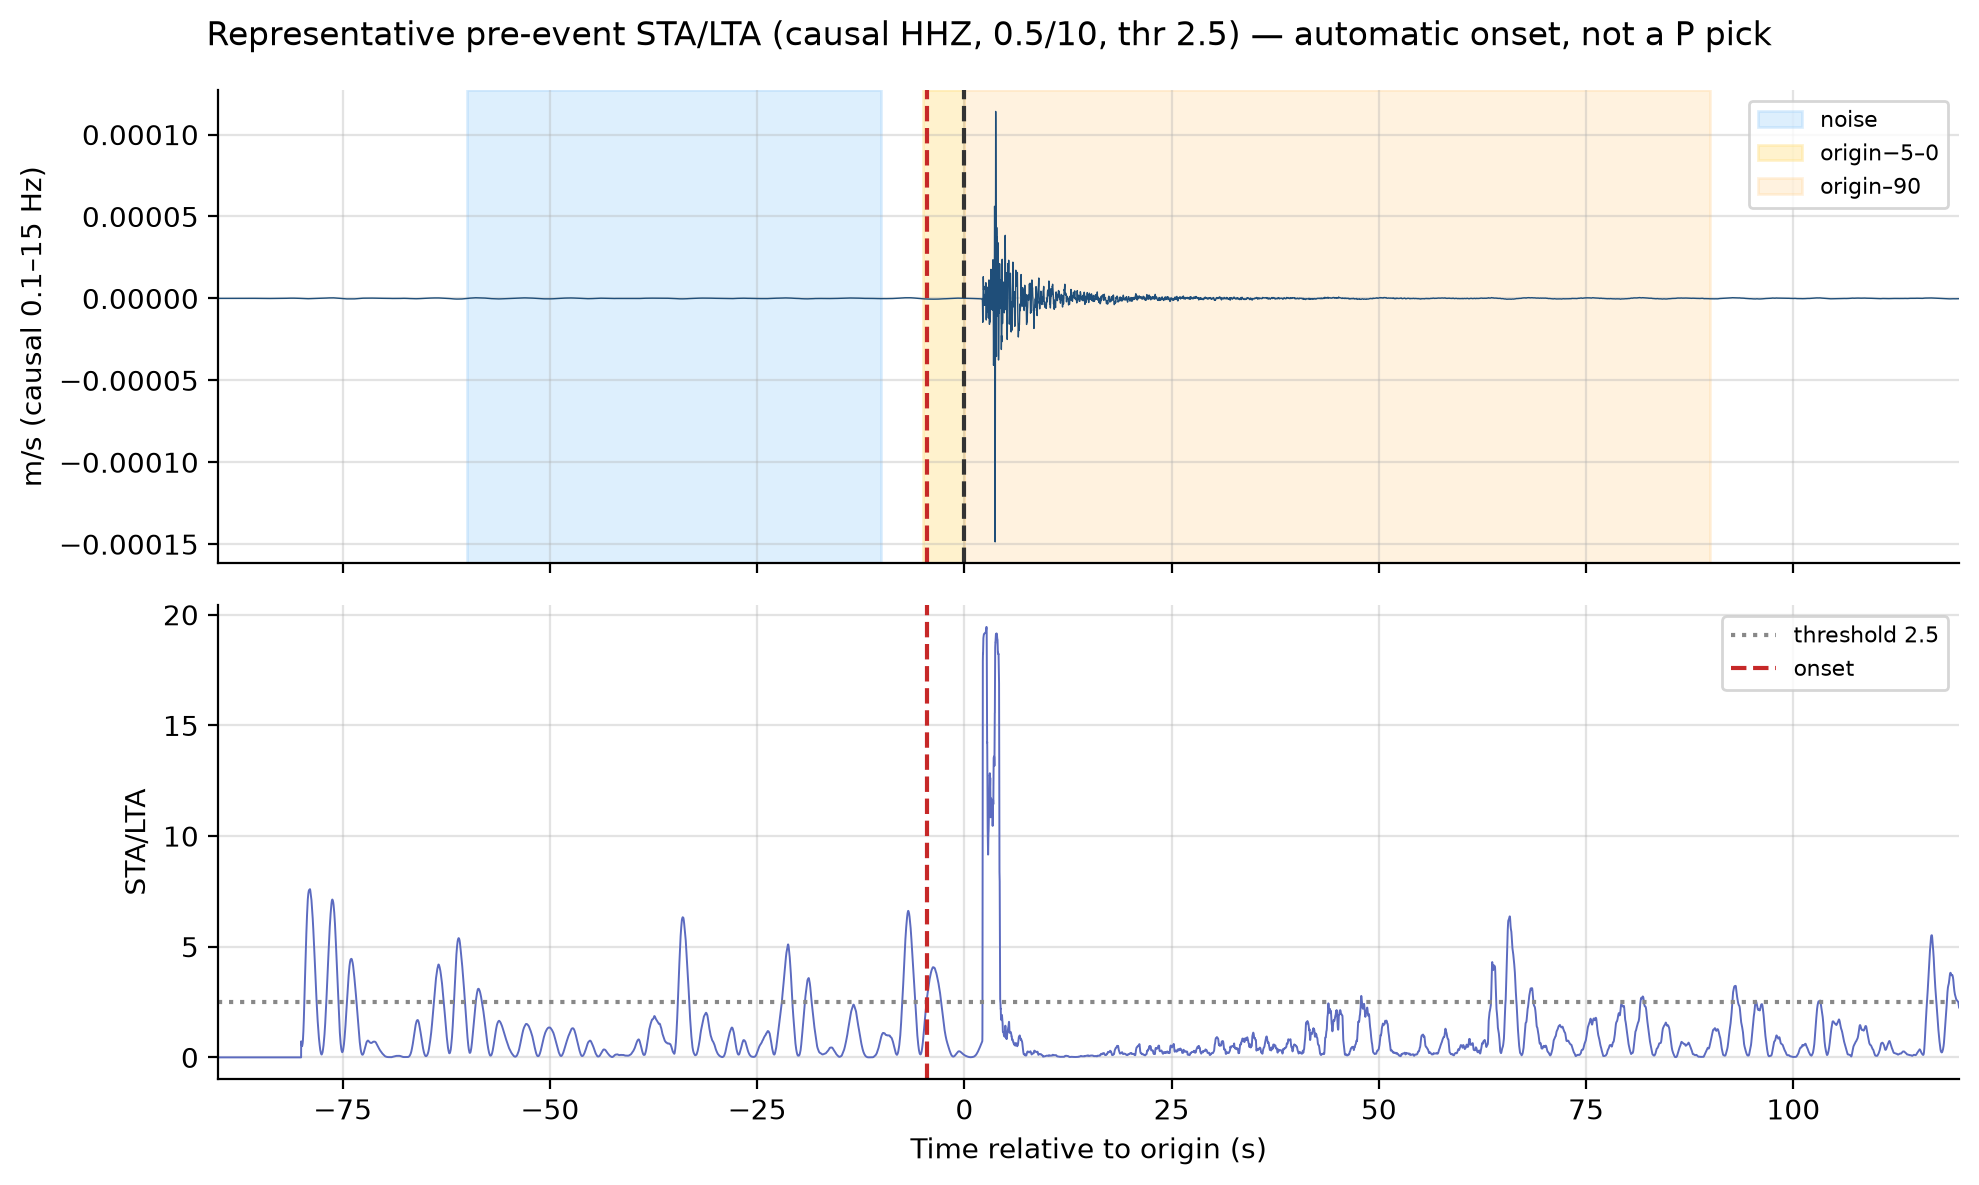 Representative pre-event STA/LTA (causal HHZ, 0.5/10, thr 2.5) — automatic onset, not a P pick
m/s (causal 0.1–15 Hz)
0.00010
0.00005
0.00000
−0.00005
−0.00010
−0.00015
noise
origin−5–0
origin–90
STA/LTA
20
15
10
5
0
threshold 2.5
onset
−75
−50
−25
0
25
50
75
100
Time relative to origin (s)